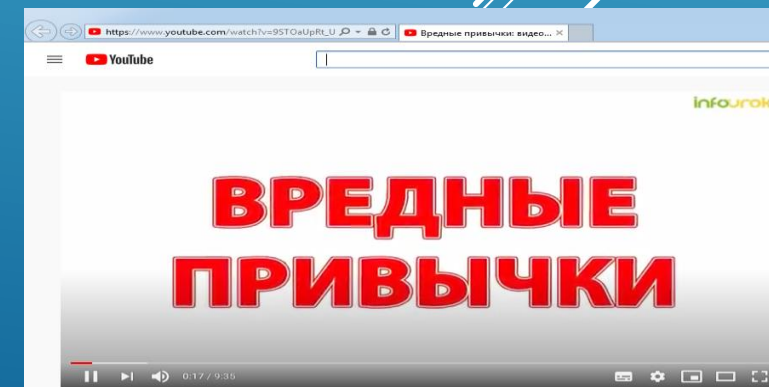 https://www.youtube.com/watch?v=9STOaUpRt_U
Вредные привычки: видео...
YouTube
infourok
ВРЕДНЫЕ
ПРИВЫЧКИ
0:17 / 9:35